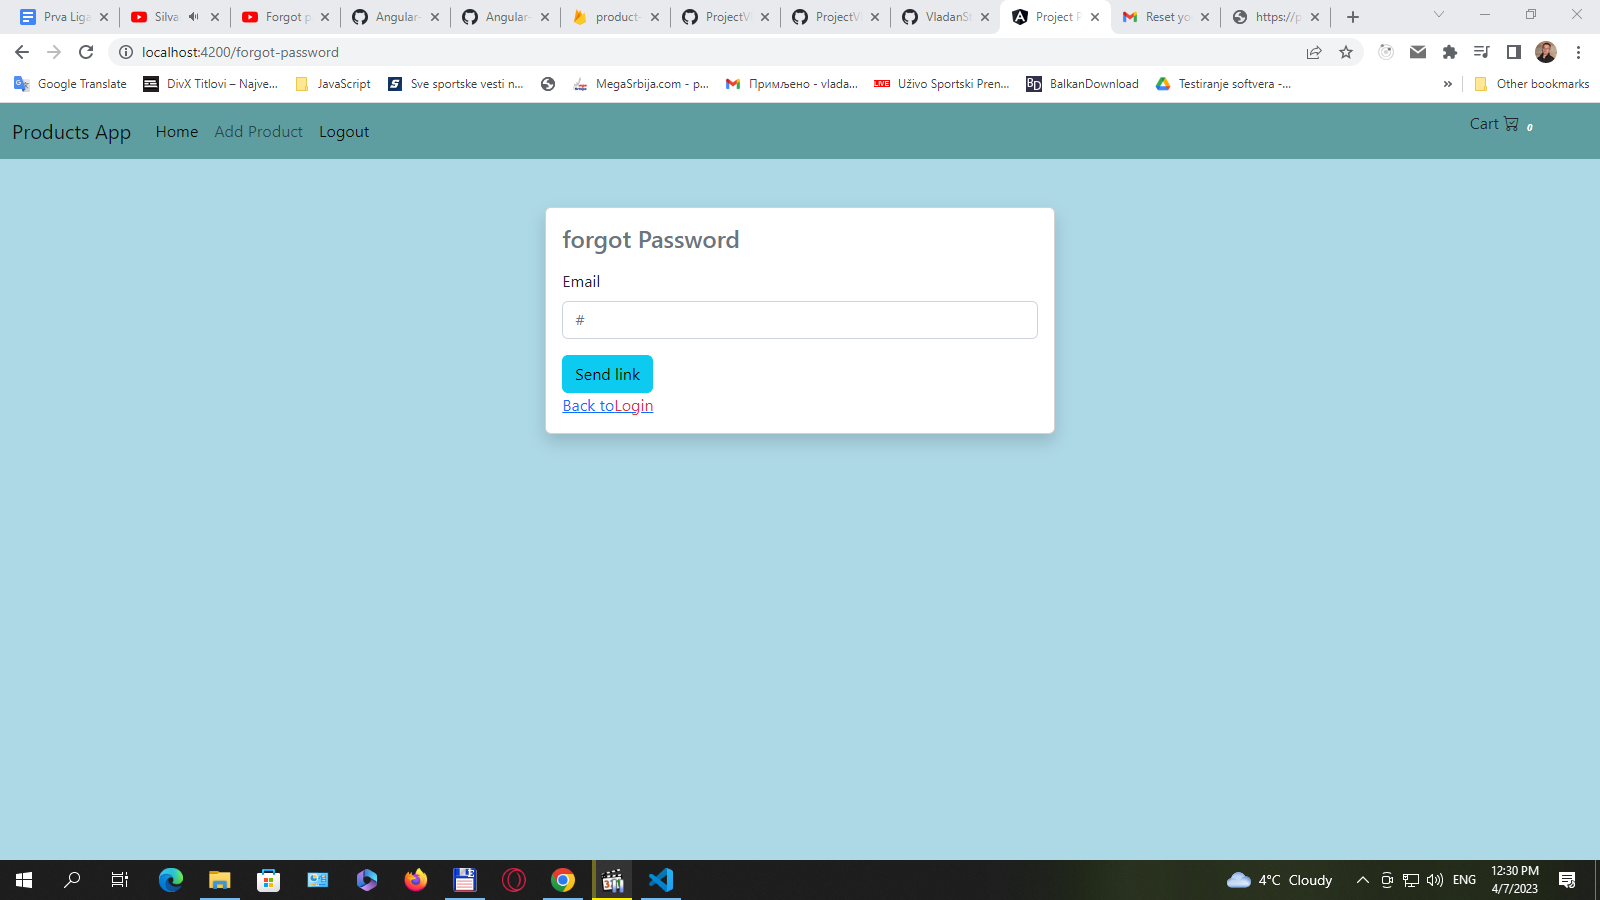 Prva Liga
Silva
Forgot p
Angular-
Angular-
product-
ProjectV
ProjectV
VladanSt
Project P
Reset yo
https://p
localhost:4200/forgot-password
Google Translate
DivX Titlovi – Najve...
JavaScript
Sve sportske vesti n...
MegaSrbija.com - p...
Примљено - vlada...
Uživo Sportski Pren...
BalkanDownload
Testiranje softvera -...
»
Other bookmarks
Products App
Home
Add Product
Logout
Cart 0
forgot Password
Email
#
Send link
Back toLogin
4°C Cloudy
ENG
12:30 PM
4/7/2023